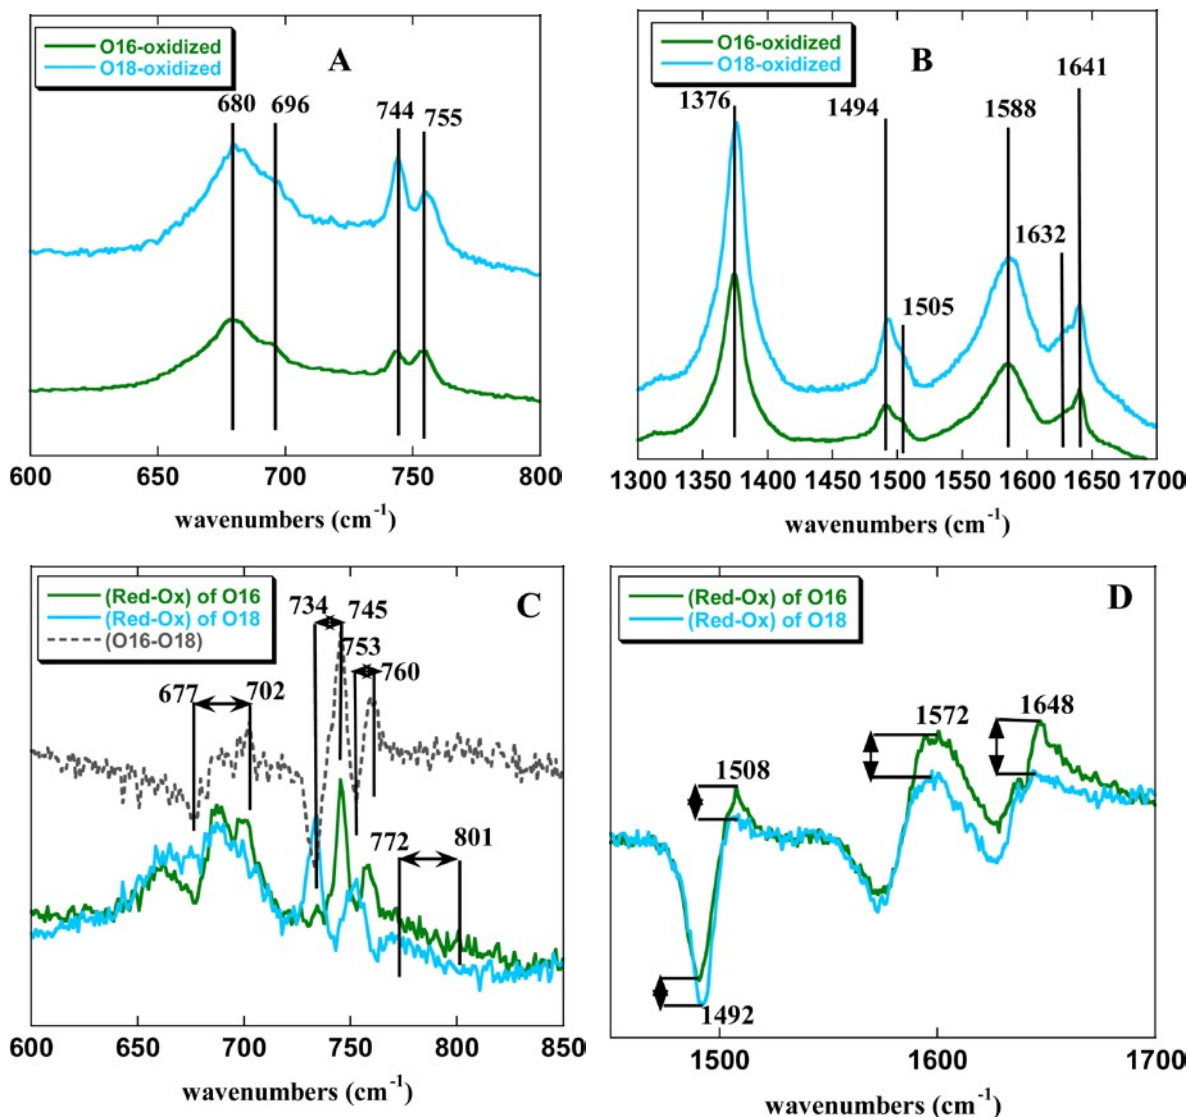 O16-oxidized
O18-oxidized
A
680 696 744 755
600 650 700 750 800
wavenumbers (cm-1)
O16-oxidized
O18-oxidized
B
1376 1494 1588 1641
1632
1505
1300 1350 1400 1450 1500 1550 1600 1650 1700
wavenumbers (cm-1)
(Red-Ox) of O16
(Red-Ox) of O18
(O16-O18)
C
734 745
753 760
677 702
772 801
600 650 700 750 800 850
wavenumbers (cm-1)
(Red-Ox) of O16
(Red-Ox) of O18
D
1572 1648
1508
1492
1500 1600 1700
wavenumbers (cm-1)